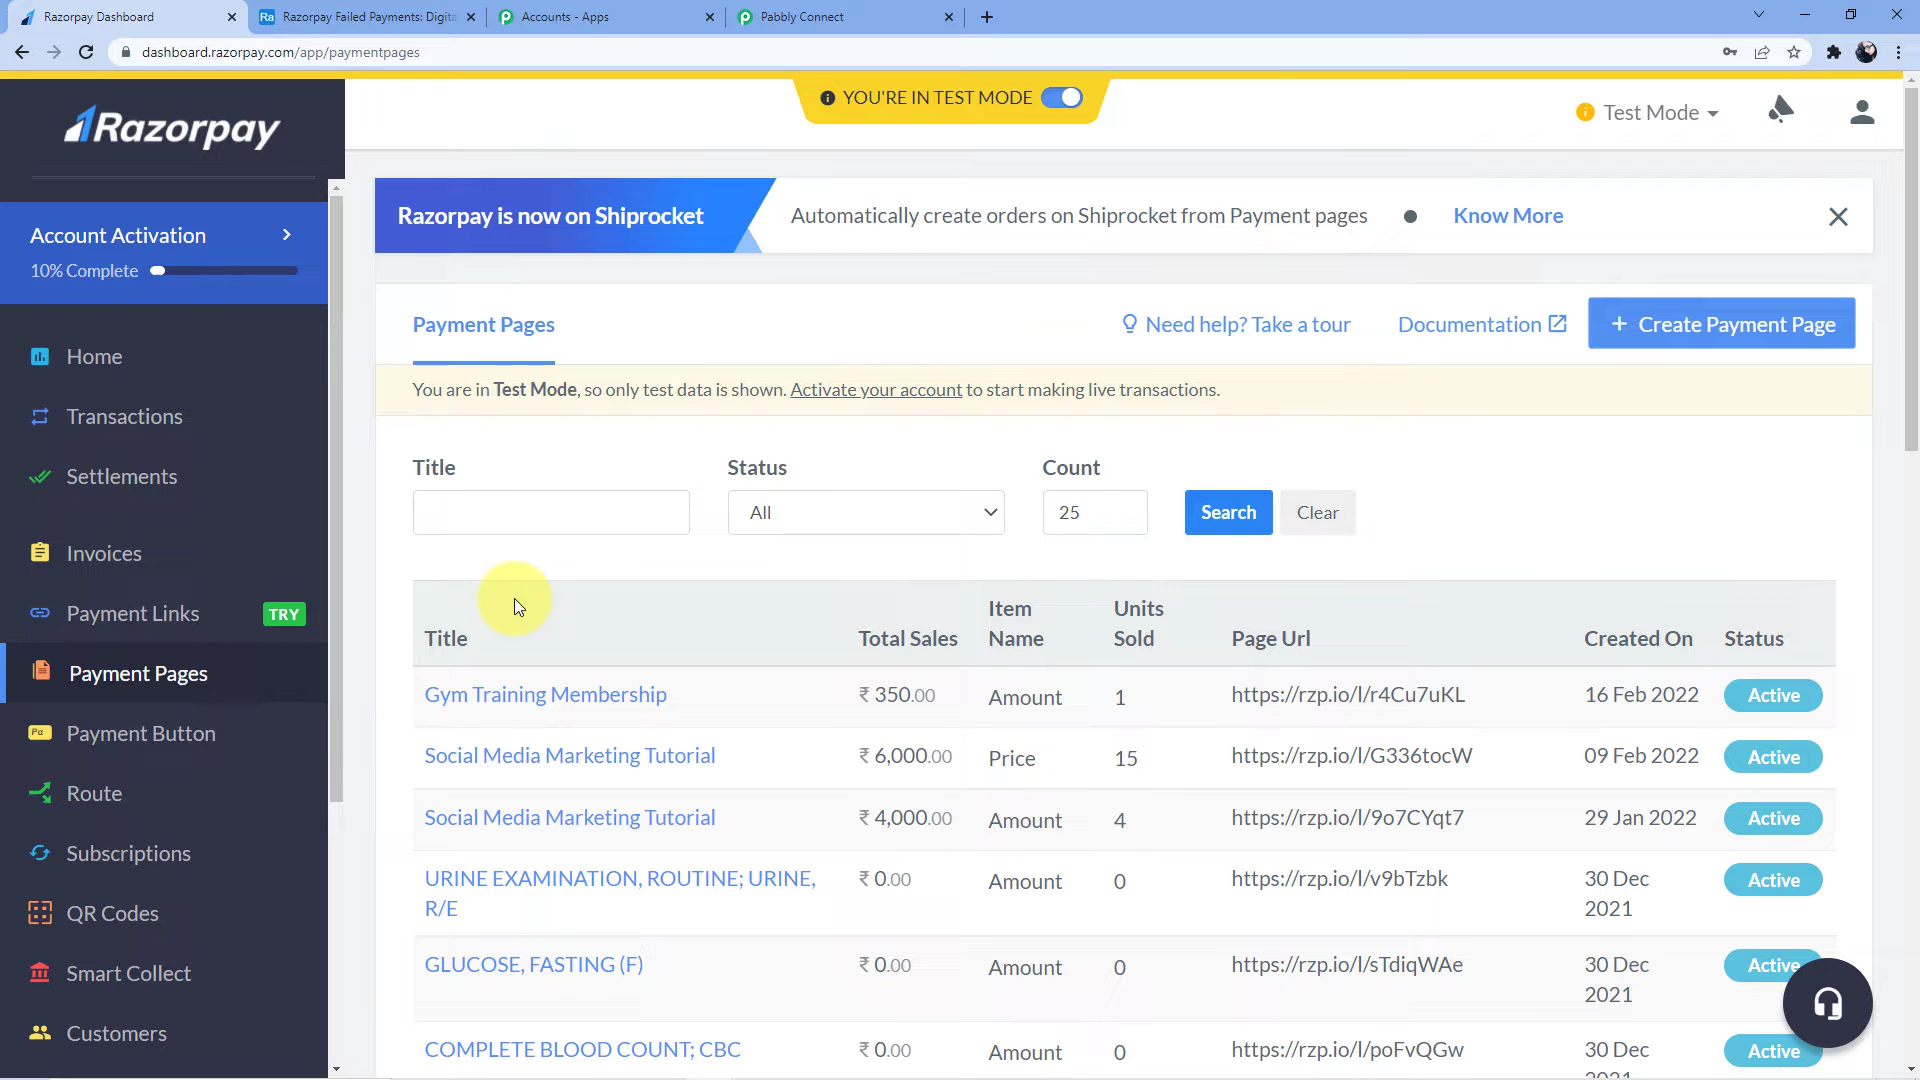 Razorpay Dashboard
Razorpay Failed Payments: Digita
Accounts - Apps
Pabbly Connect
dashboard.razorpay.com/app/paymentpages
YOU'RE IN TEST MODE
Test Mode
Razorpay
Account Activation
10% Complete
Home
Transactions
Settlements
Invoices
Payment Links TRY
Payment Pages
Payment Button
Route
Subscriptions
QR Codes
Smart Collect
Customers
Razorpay is now on Shiprocket
Automatically create orders on Shiprocket from Payment pages
Know More
Payment Pages
Need help? Take a tour
Documentation
+ Create Payment Page
You are in Test Mode, so only test data is shown. Activate your account to start making live transactions.
Title Status Count
All 25 Search Clear
Title Total Sales Item Name Units Sold Page Url Created On Status
Gym Training Membership ₹ 350.00 Amount 1 https://rzp.io/l/r4Cu7uKL 16 Feb 2022 Active
Social Media Marketing Tutorial ₹ 6,000.00 Price 15 https://rzp.io/l/G336tocW 09 Feb 2022 Active
Social Media Marketing Tutorial ₹ 4,000.00 Amount 4 https://rzp.io/l/9o7CYqt7 29 Jan 2022 Active
URINE EXAMINATION, ROUTINE; URINE, ₹ 0.00 Amount 0 https://rzp.io/l/v9bTzbk 30 Dec Active
R/E 2021
GLUCOSE, FASTING (F) ₹ 0.00 Amount 0 https://rzp.io/l/sTdiqWAe 30 Dec Active
2021
COMPLETE BLOOD COUNT; CBC ₹ 0.00 Amount 0 https://rzp.io/l/poFvQGw 30 Dec Active
2021